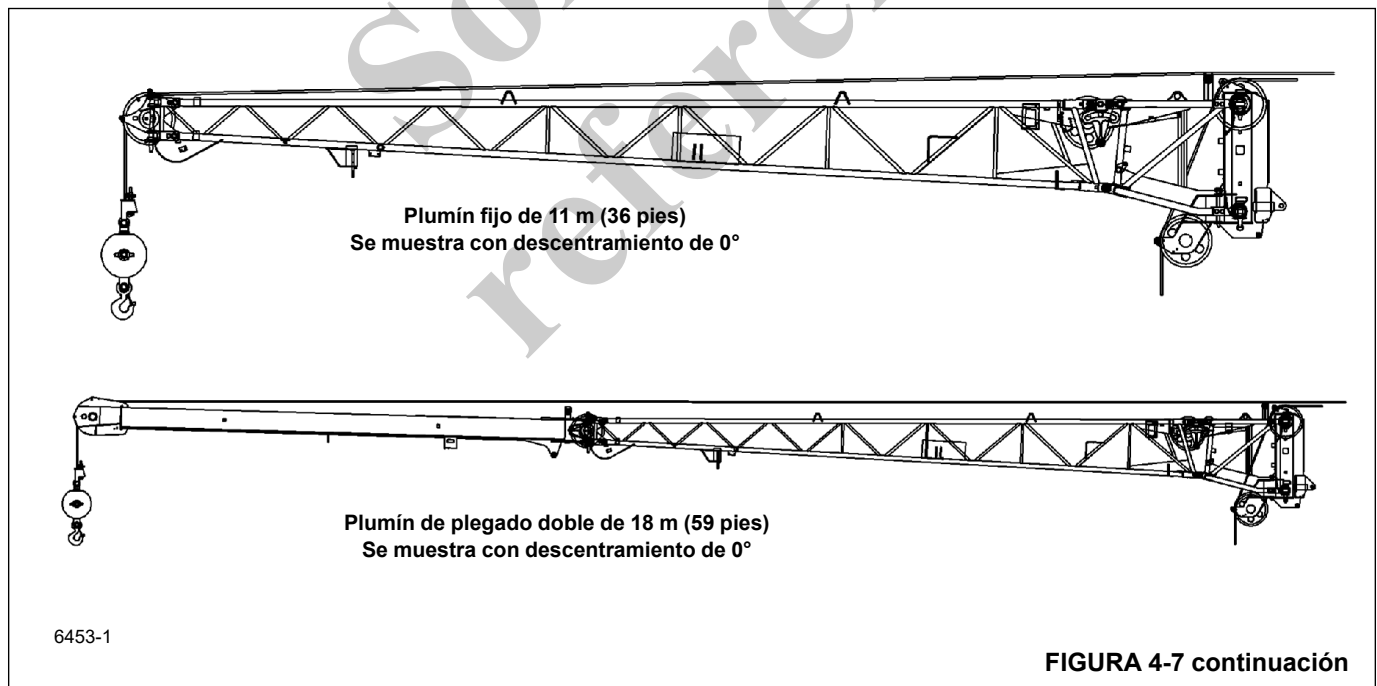 Plumín fijo de 11 m (36 pies)
Se muestra con descentramiento de 0°
Plumín de plegado doble de 18 m (59 pies)
Se muestra con descentramiento de 0°
6453-1
FIGURA 4-7 continuación